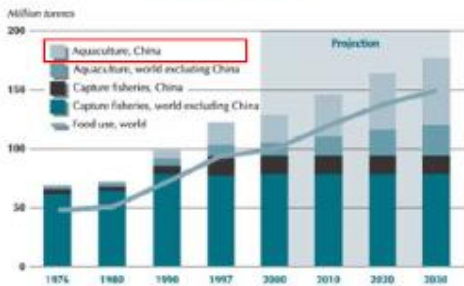 Million tonnes
200
Projection
Aquaculture, China
Aquaculture, world excluding China
150
Capture fisheries, China
Capture fisheries, world excluding China
Food use, world
100
50
0
1976 1980 1990 1997 2000 2010 2020 2030